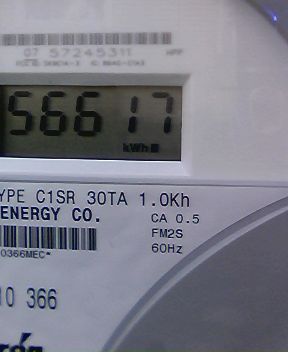 07 57245311
56617
kWh
YPE C1SR 30TA 1.0Kh
ENERGY CO.
CA 0.5
FM2S
60Hz
0366MEC*
10 366